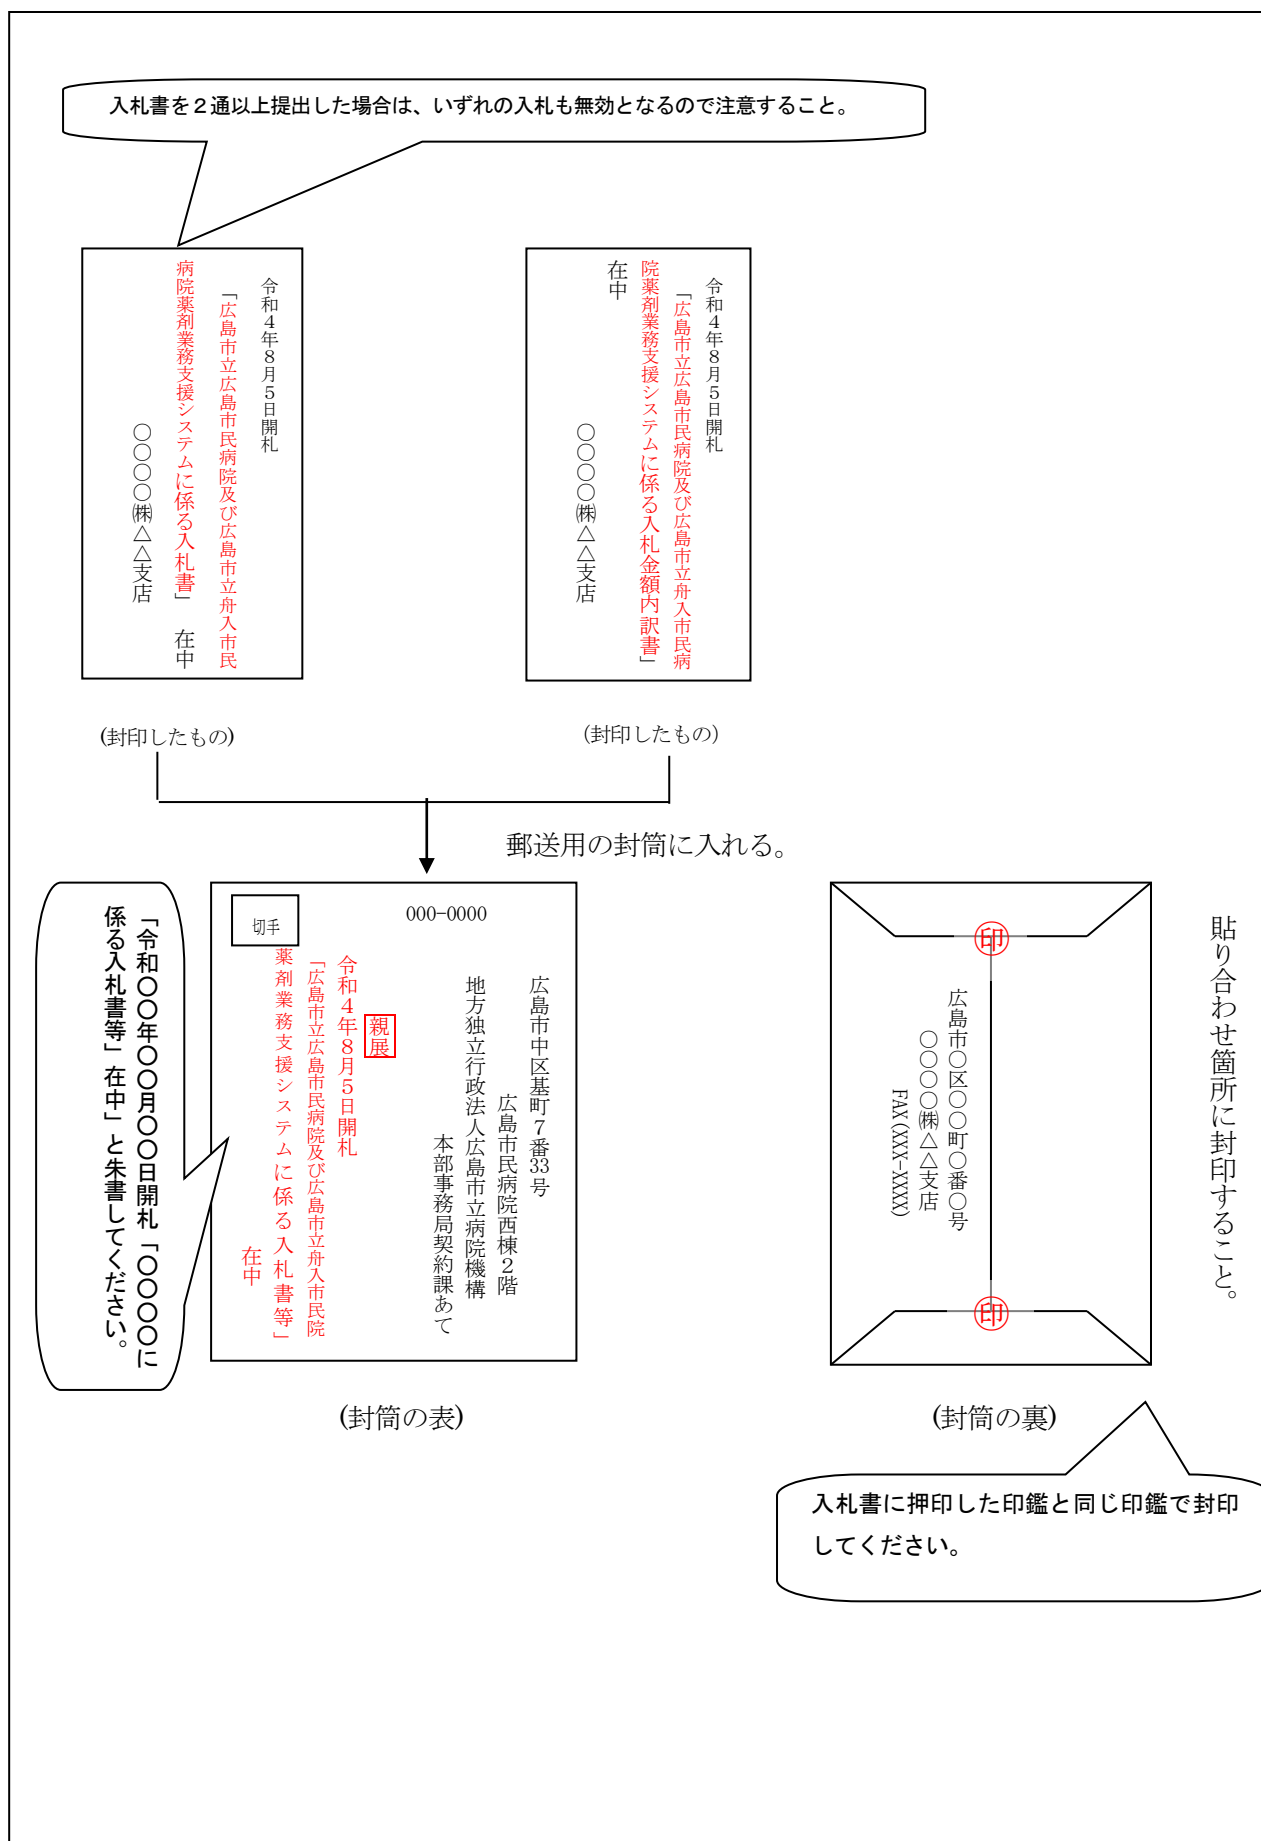 入札書を２通以上提出した場合は、いずれの入札も無効となるので注意すること。
令和４年８月５日開札
「広島市立広島市民病院及び広島市立舟入市民
病院薬剤業務支援システムに係る入札書」　在中
〇〇〇〇㈱△△支店
(封印したもの)
令和４年８月５日開札
「広島市立広島市民病院及び広島市立舟入市民病
院薬剤業務支援システムに係る入札金額内訳書」
在中
〇〇〇〇㈱△△支店
(封印したもの)
郵送用の封筒に入れる。
「令和〇〇年〇〇月〇〇日開札「〇〇〇〇に
係る入札書等」在中」と朱書してください。
切手
000-0000
広島市中区基町７番33号
広島市民病院西棟２階
地方独立行政法人広島市立病院機構
本部事務局契約課あて
親展
令和４年８月５日開札
「広島市立広島市民病院及び広島市立舟入市民院
薬剤業務支援システムに係る入札書等」
在中
(封筒の表)
貼り合わせ箇所に封印すること。
印
広島市〇区〇〇町〇番〇号
〇〇〇〇㈱△△支店
FAX(XXX-XXXX)
印
(封筒の裏)
入札書に押印した印鑑と同じ印鑑で封印
してください。